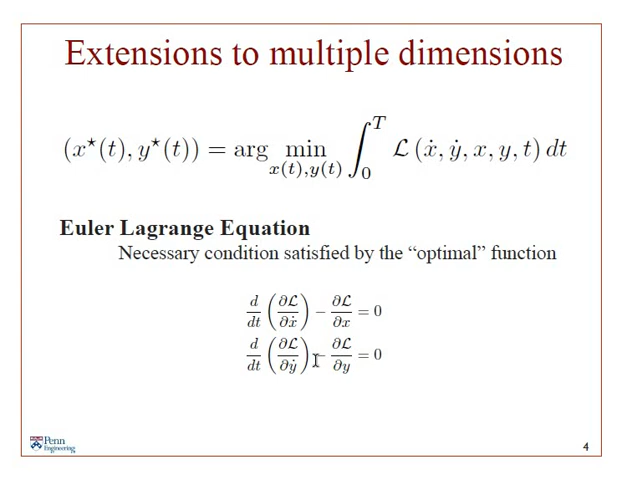 Extensions to multiple dimensions
(x*(t), y*(t)) = arg min_{x(t),y(t)} ∫_0^T ℒ (ẋ, ẏ, x, y, t) dt
Euler Lagrange Equation
Necessary condition satisfied by the “optimal” function
d/dt (∂ℒ/∂ẋ) − ∂ℒ/∂x = 0
d/dt (∂ℒ/∂ẏ) − ∂ℒ/∂y = 0
Penn
Engineering
4